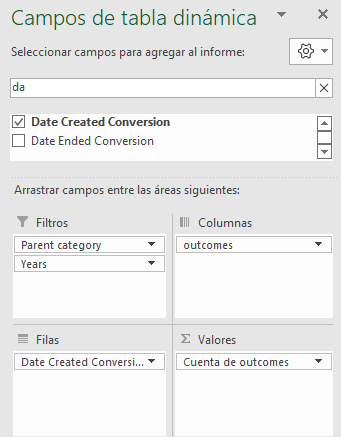 Campos de tabla dinámica
Seleccionar campos para agregar al informe:
da
Date Created Conversion
Date Ended Conversion
Arrastrar campos entre las áreas siguientes:
Filtros
Parent category
Years
Columnas
outcomes
Filas
Date Created Conversi...
Σ Valores
Cuenta de outcomes